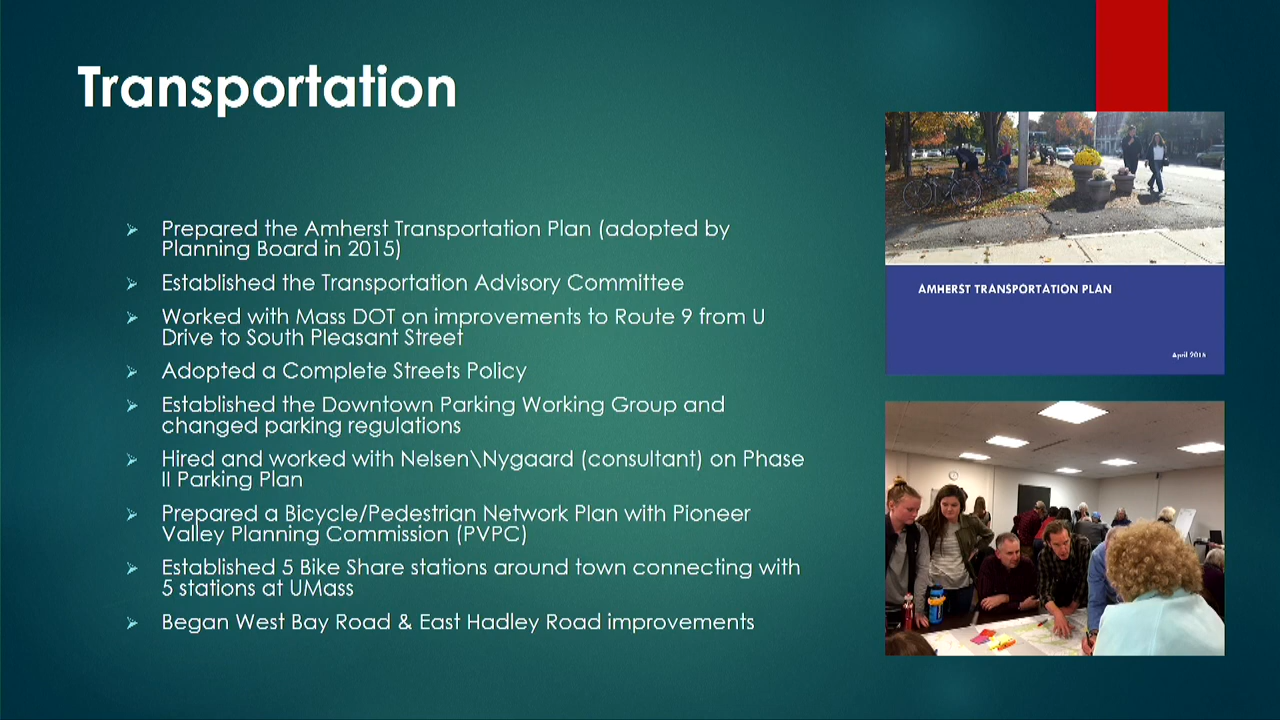 Transportation
Prepared the Amherst Transportation Plan (adopted by
Planning Board in 2015)
Established the Transportation Advisory Committee
Worked with Mass DOT on improvements to Route 9 from U
Drive to South Pleasant Street
Adopted a Complete Streets Policy
Established the Downtown Parking Working Group and
changed parking regulations
Hired and worked with Nelsen\Nygaard (consultant) on Phase
II Parking Plan
Prepared a Bicycle/Pedestrian Network Plan with Pioneer
Valley Planning Commission (PVPC)
Established 5 Bike Share stations around town connecting with
5 stations at UMass
Began West Bay Road & East Hadley Road improvements
AMHERST TRANSPORTATION PLAN
April